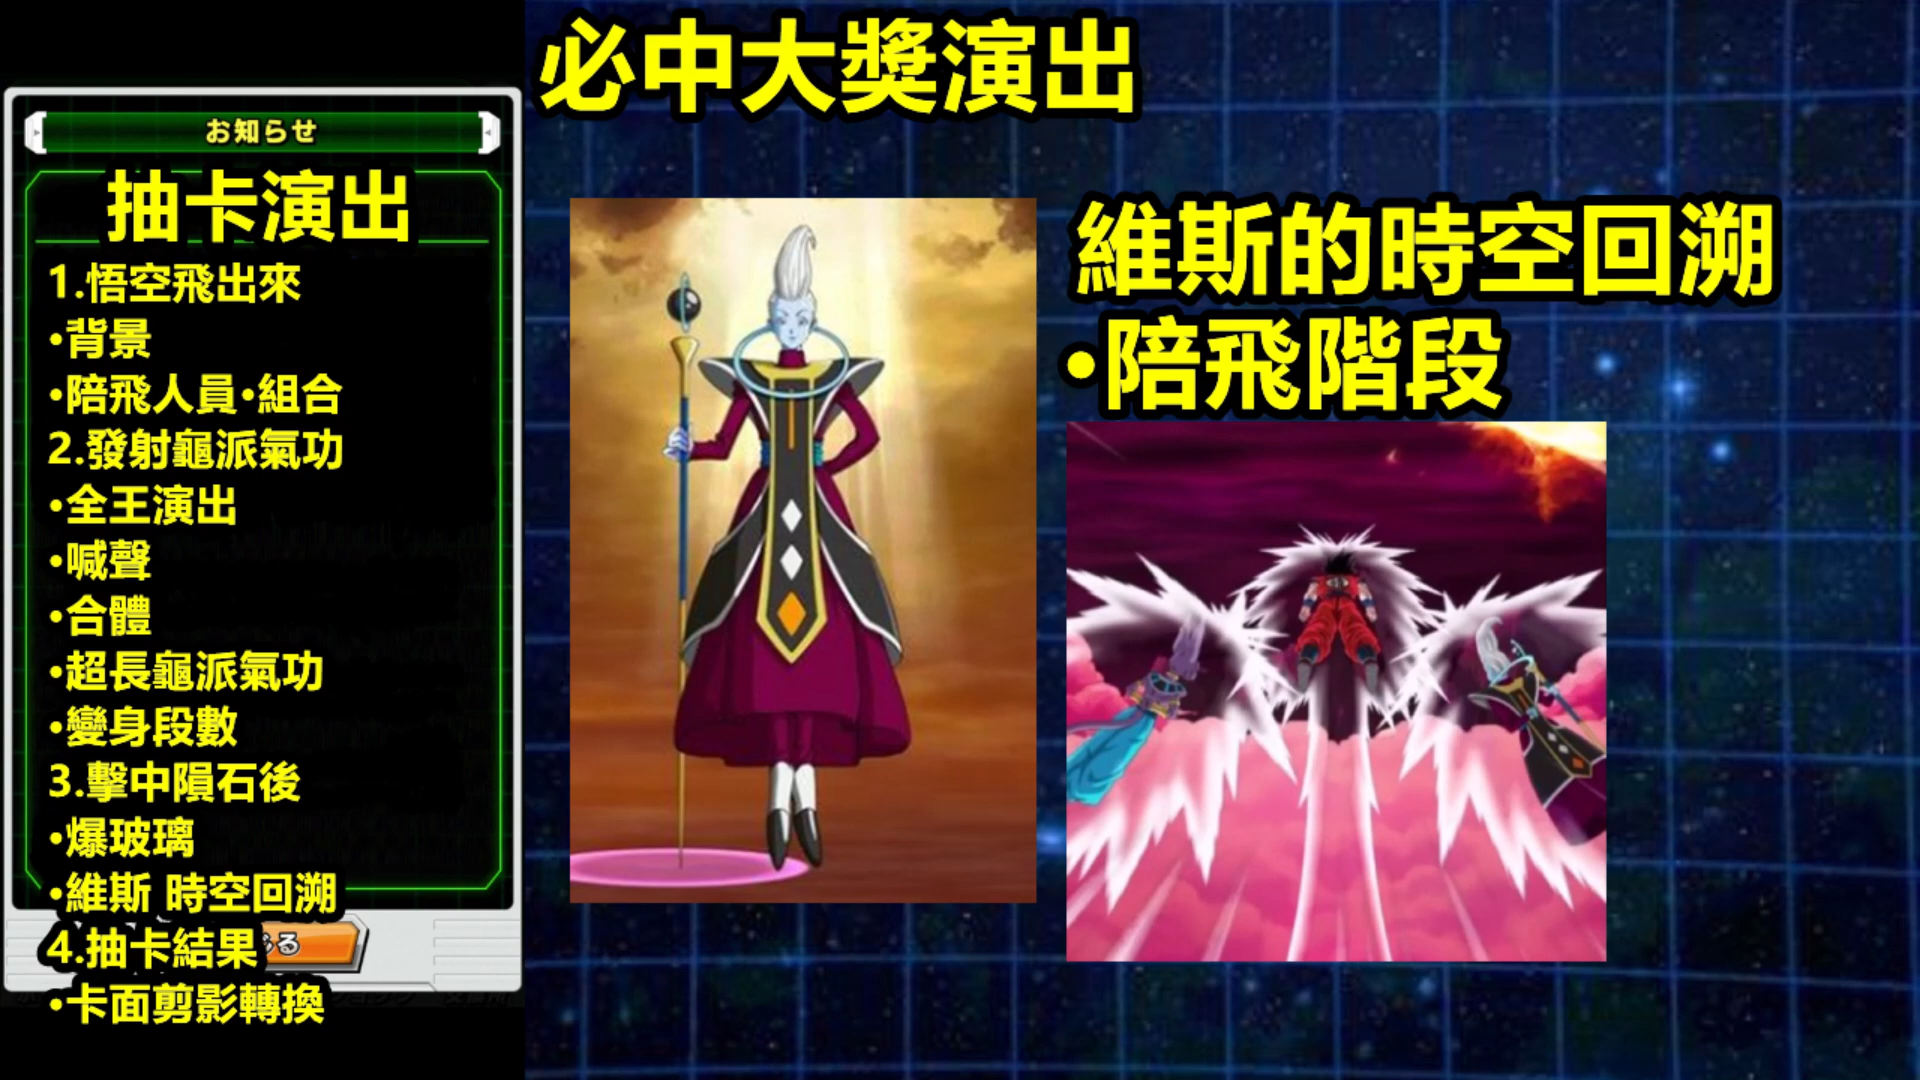 必中大獎演出
お知らせ
抽卡演出
1.悟空飛出來
•背景
•陪飛人員•組合
2.發射龜派氣功
•全王演出
•喊聲
•合體
•超長龜派氣功
•變身段數
3.擊中隕石後
•爆玻璃
•維斯 時空回溯
4.抽卡結果
る
•卡面剪影轉換
維斯的時空回溯
•陪飛階段